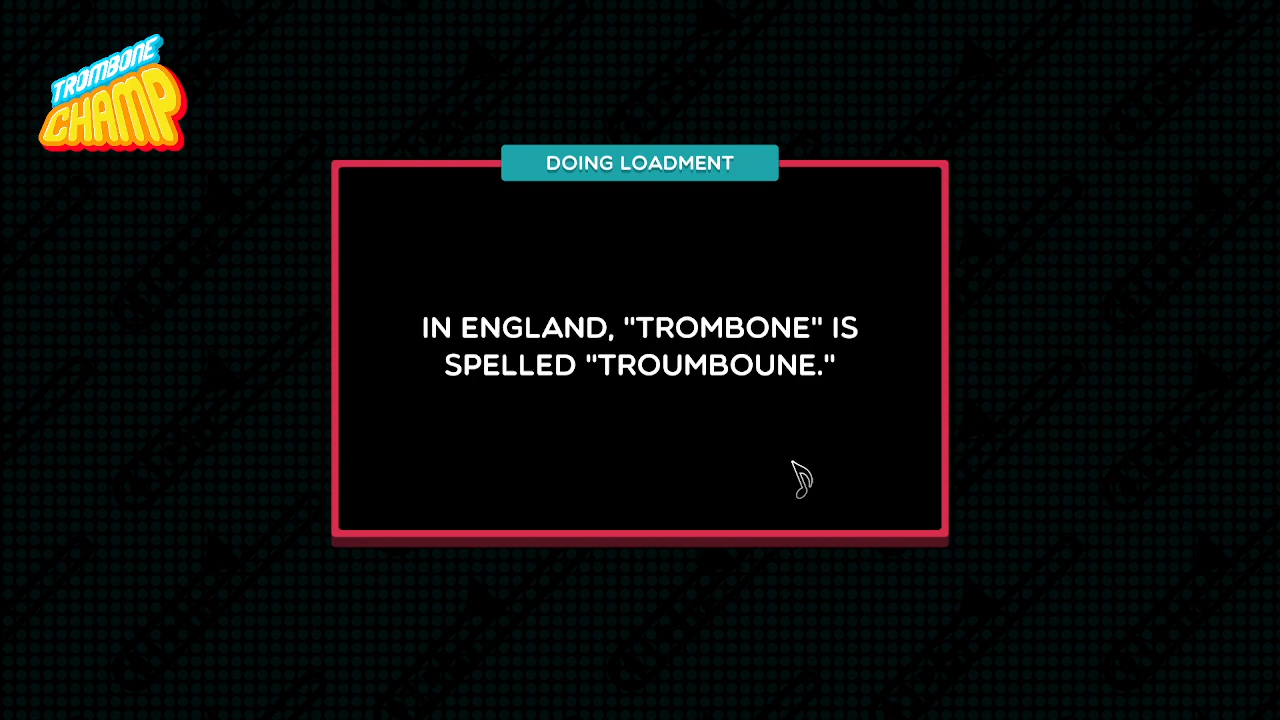 TROMBONE
CHAMP
DOING LOADMENT
IN ENGLAND, "TROMBONE" IS
SPELLED "TROUMBOUNE."